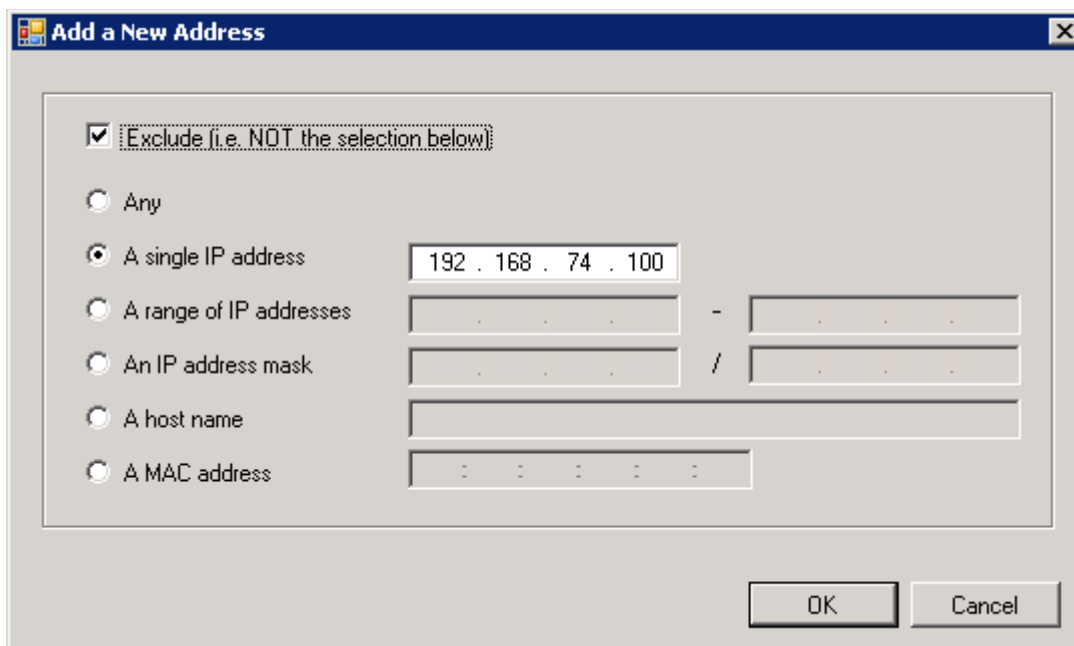 Add a New Address
Exclude (i.e. NOT the selection below)
Any
A single IP address 192 . 168 . 74 . 100
A range of IP addresses . . . - . . .
An IP address mask . . . / . . .
A host name
A MAC address : : : : :
OK Cancel